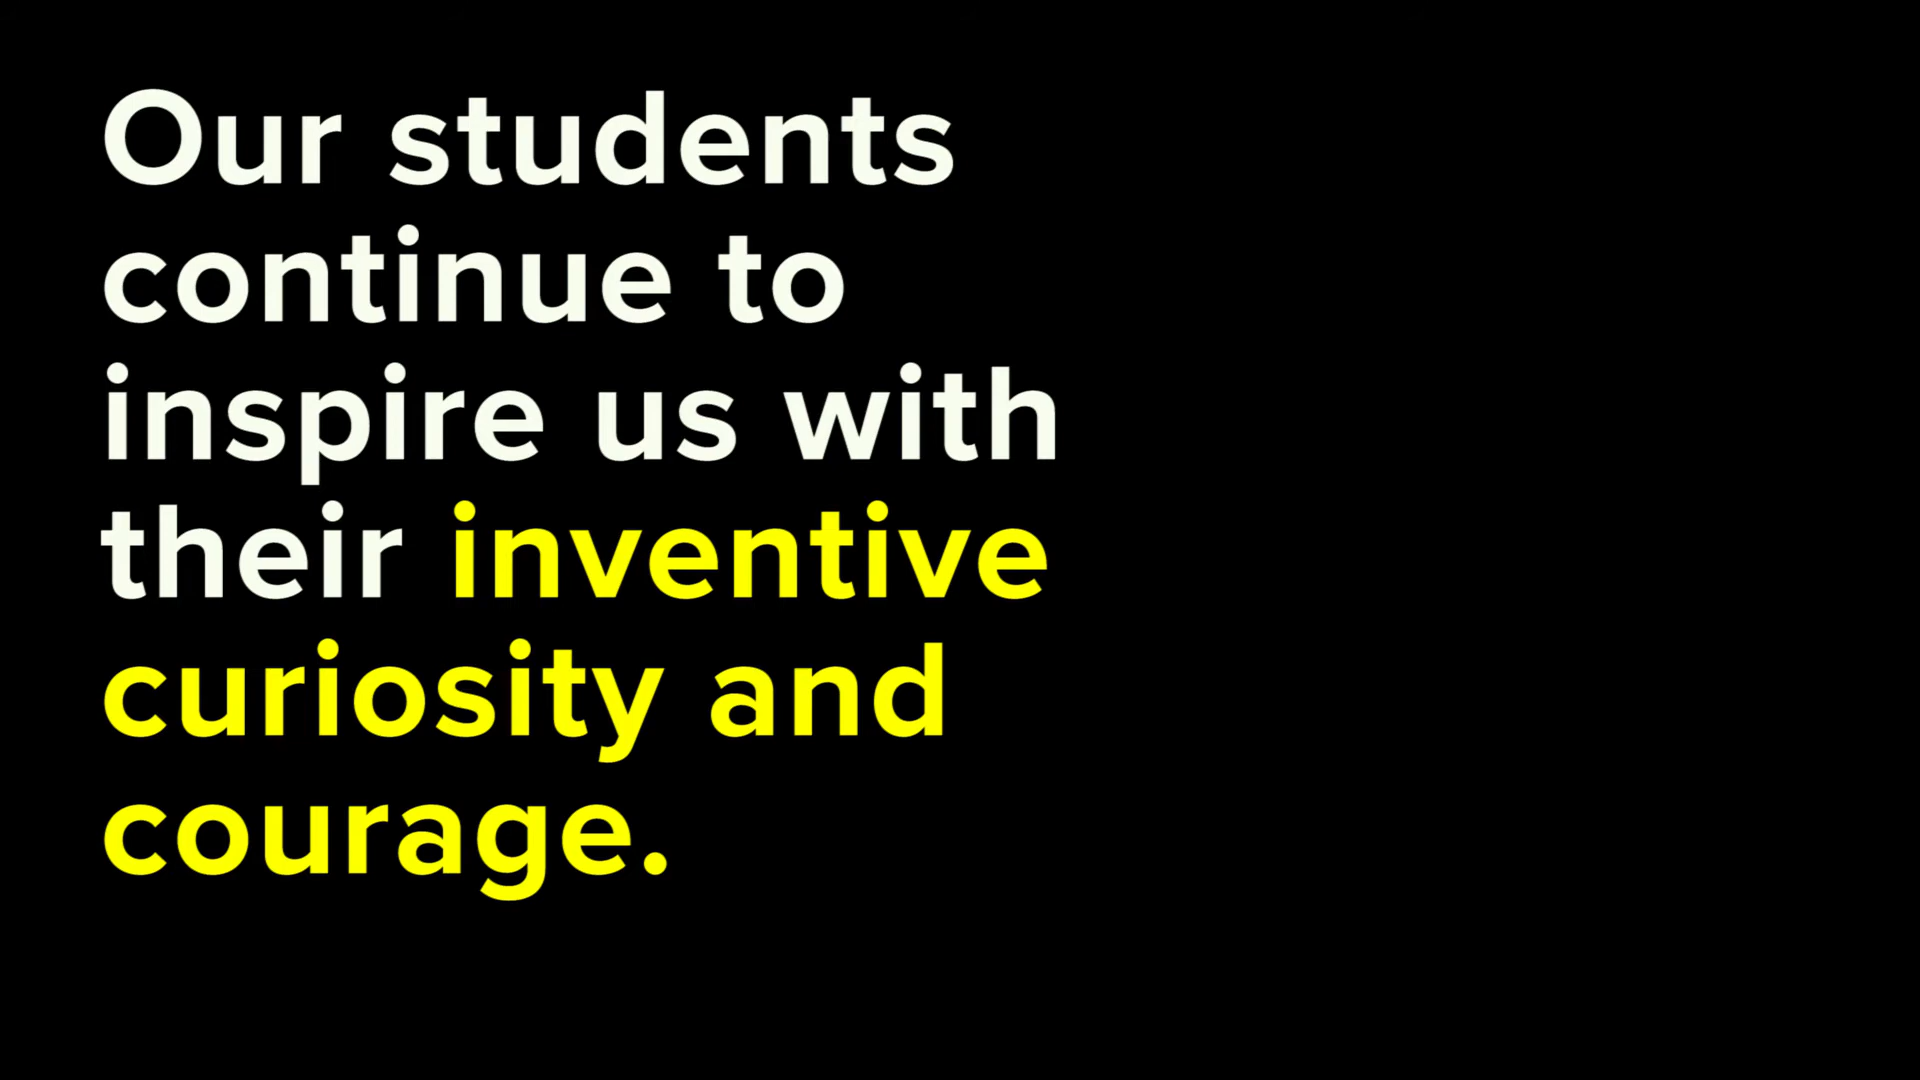 Our students
continue to
inspire us with
their inventive
curiosity and
courage.